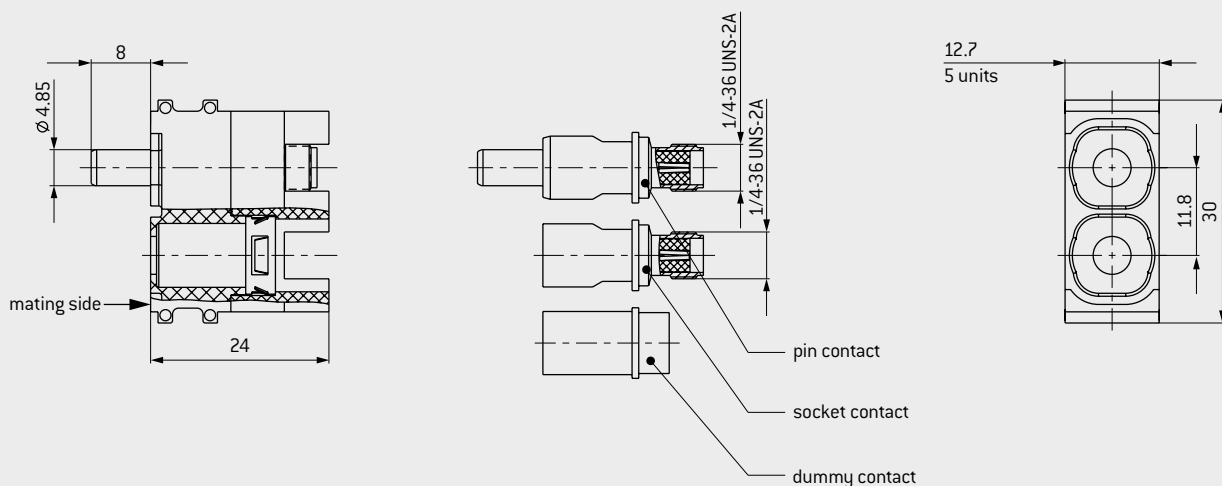 8
Ø 4.85
mating side
24
1/4-36 UNS-2A
1/4-36 UNS-2A
pin contact
socket contact
dummy contact
12.7
5 units
11.8
30